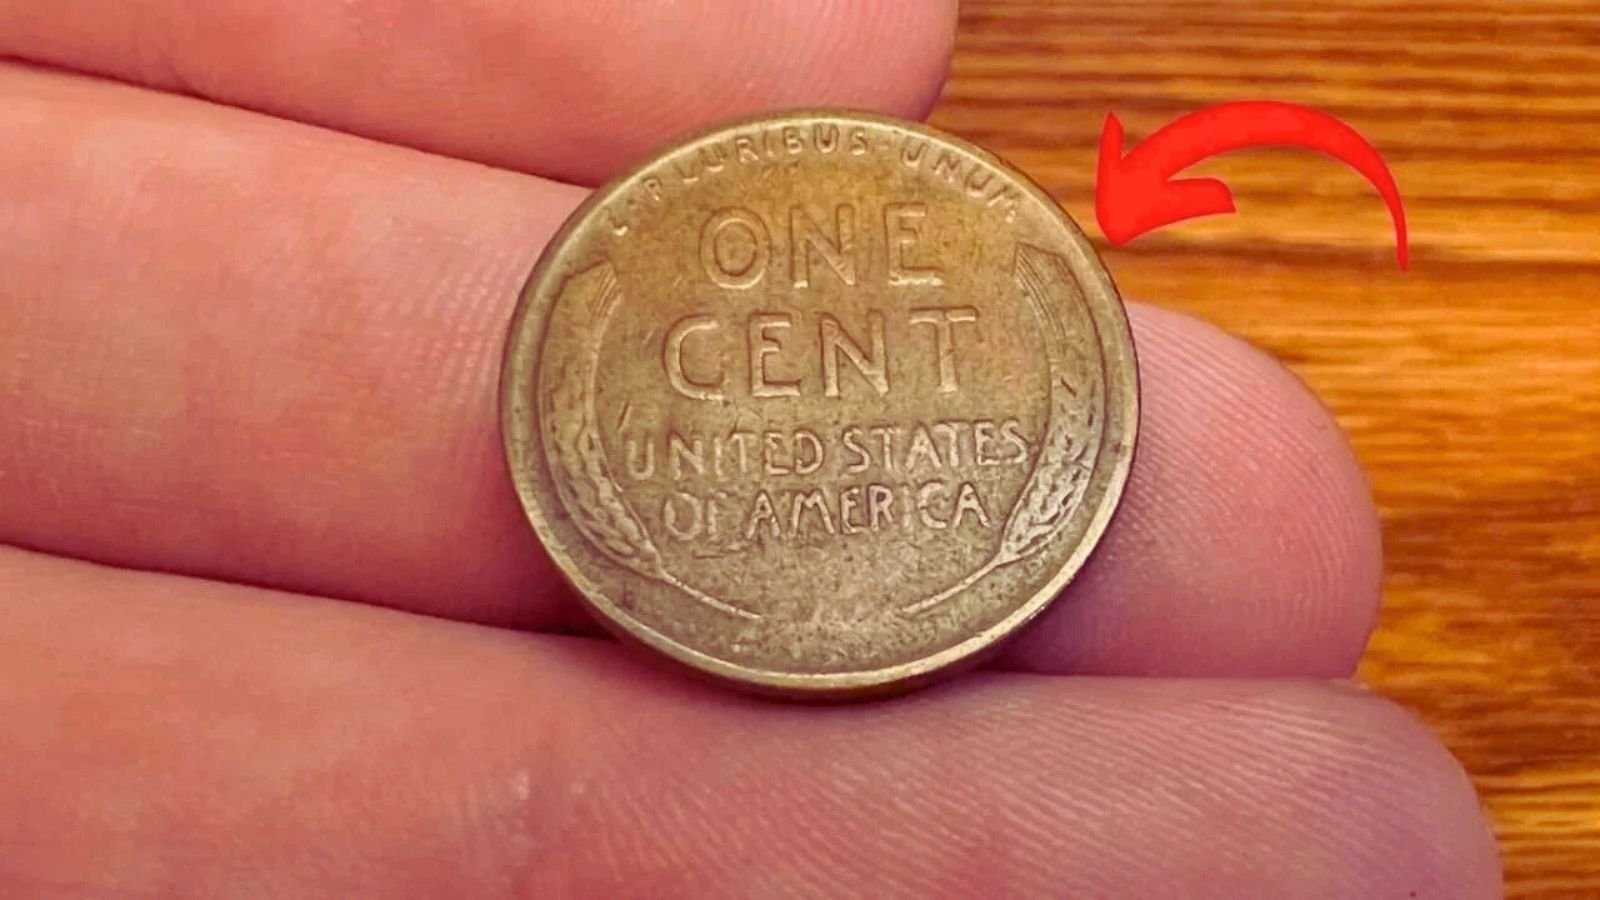 E·PLURIBUS·UNUM
ONE
CENT
UNITED STATES
OF AMERICA